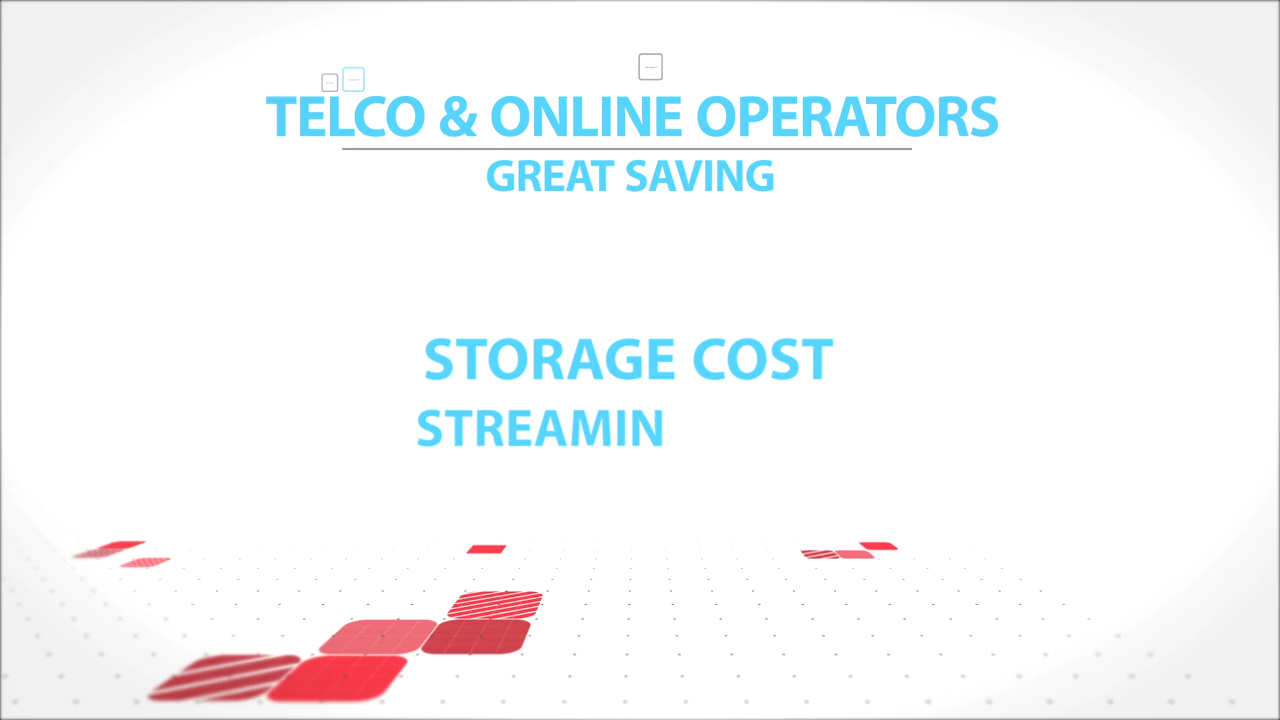 TELCO & ONLINE OPERATORS
GREAT SAVING
STORAGE COST
STREAMIN